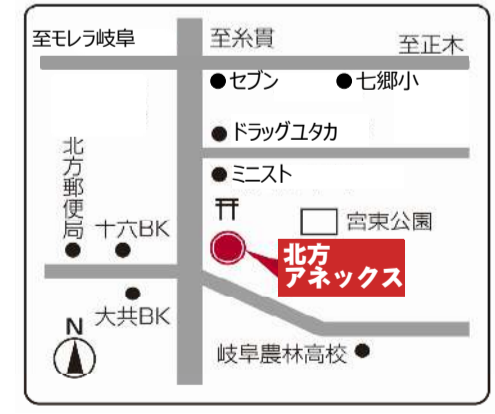 至モレラ岐阜
至糸貫
至正木
●セブン
●七郷小
●ドラッグユタカ
●ミニスト
北方郵便局
十六BK
宮東公園
北方
アネックス
大共BK
N
岐阜農林高校●